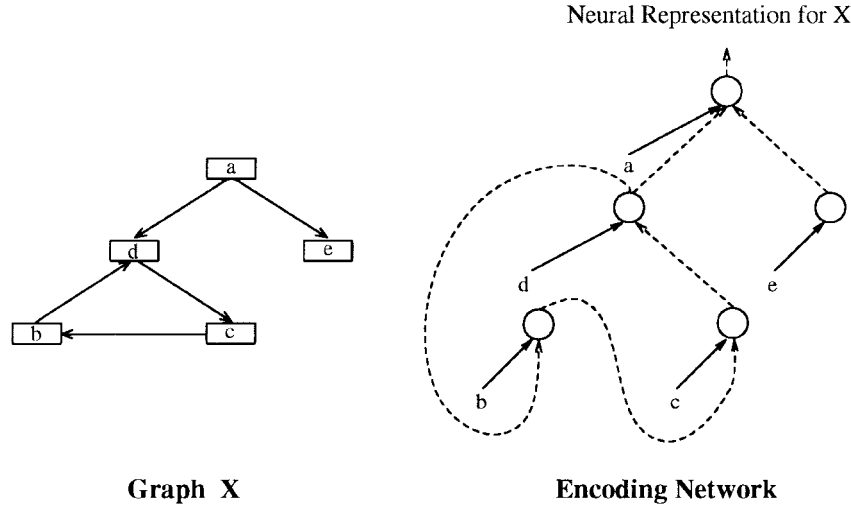 Neural Representation for X
a
d
e
b
c
a
d
e
b
c
Graph X
Encoding Network